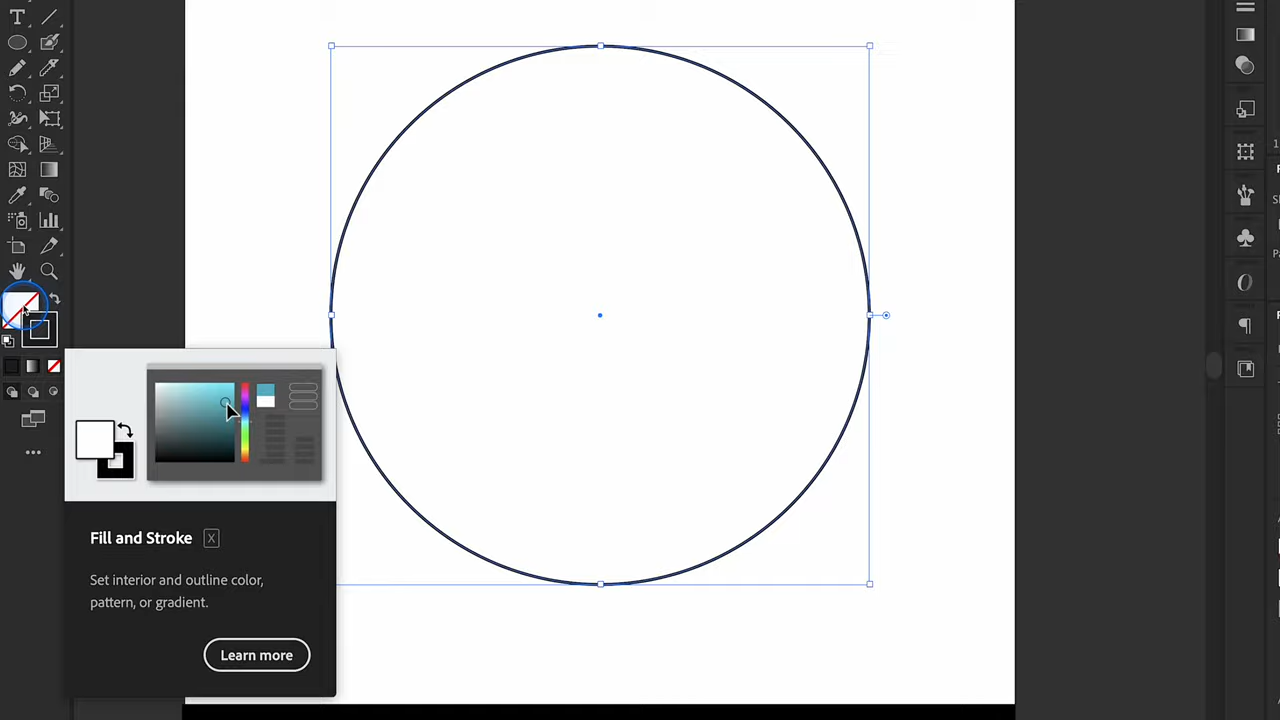 Fill and Stroke X
Set interior and outline color,
pattern, or gradient.
Learn more